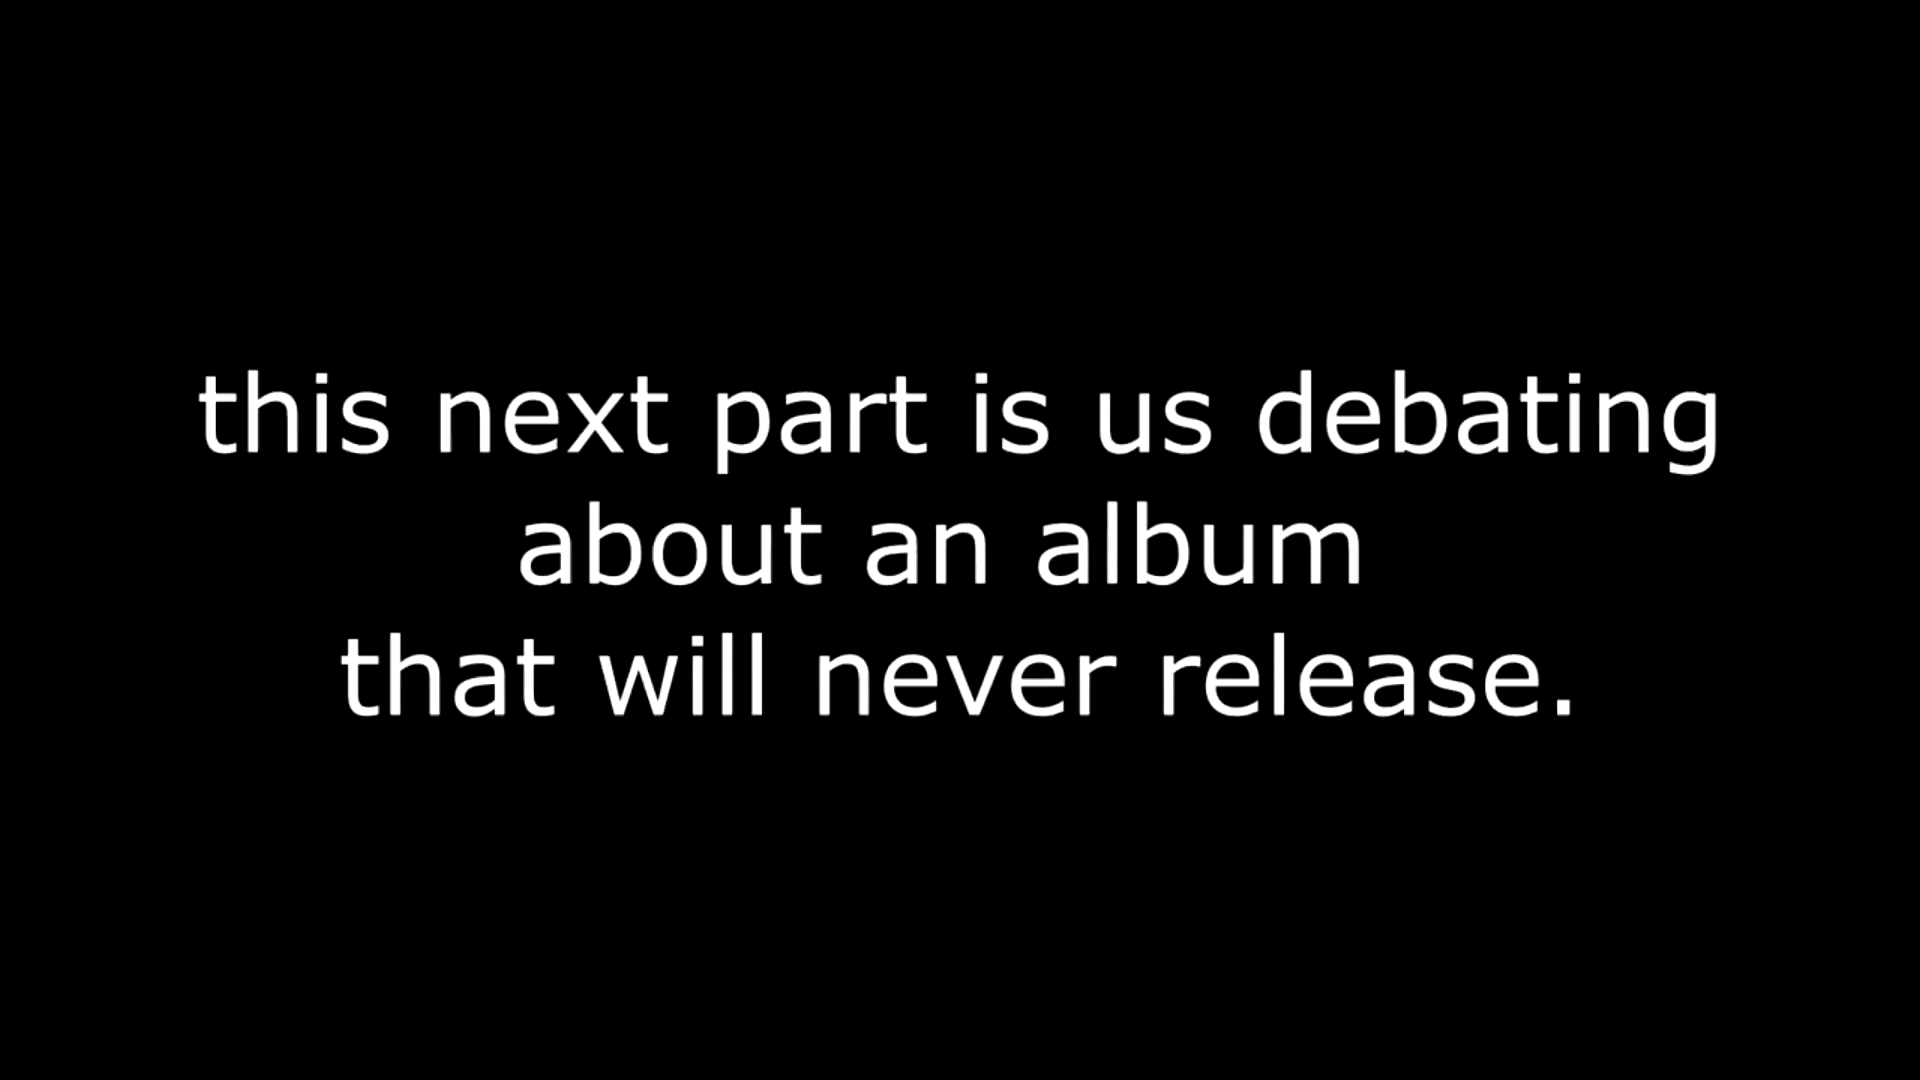 this next part is us debating
about an album
that will never release.